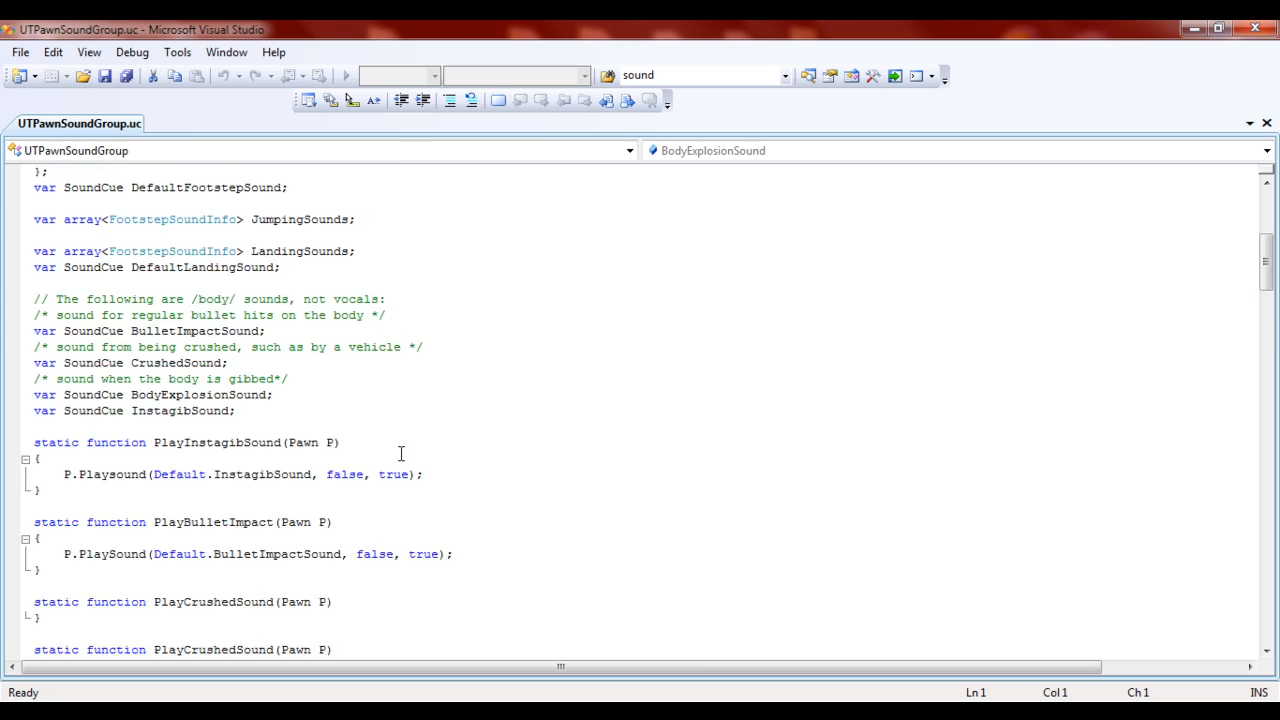 UTPawnSoundGroup.uc - Microsoft Visual Studio
File Edit View Debug Tools Window Help
sound
UTPawnSoundGroup.uc
UTPawnSoundGroup BodyExplosionSound
};
var SoundCue DefaultFootstepSound;
var array<FootstepSoundInfo> JumpingSounds;
var array<FootstepSoundInfo> LandingSounds;
var SoundCue DefaultLandingSound;
// The following are /body/ sounds, not vocals:
/* sound for regular bullet hits on the body */
var SoundCue BulletImpactSound;
/* sound from being crushed, such as by a vehicle */
var SoundCue CrushedSound;
/* sound when the body is gibbed*/
var SoundCue BodyExplosionSound;
var SoundCue InstagibSound;
static function PlayInstagibSound(Pawn P)
{
P.Playsound(Default.InstagibSound, false, true);
}
static function PlayBulletImpact(Pawn P)
{
P.PlaySound(Default.BulletImpactSound, false, true);
}
static function PlayCrushedSound(Pawn P)
}
static function PlayCrushedSound(Pawn P)
Ready Ln 1 Col 1 Ch 1 INS